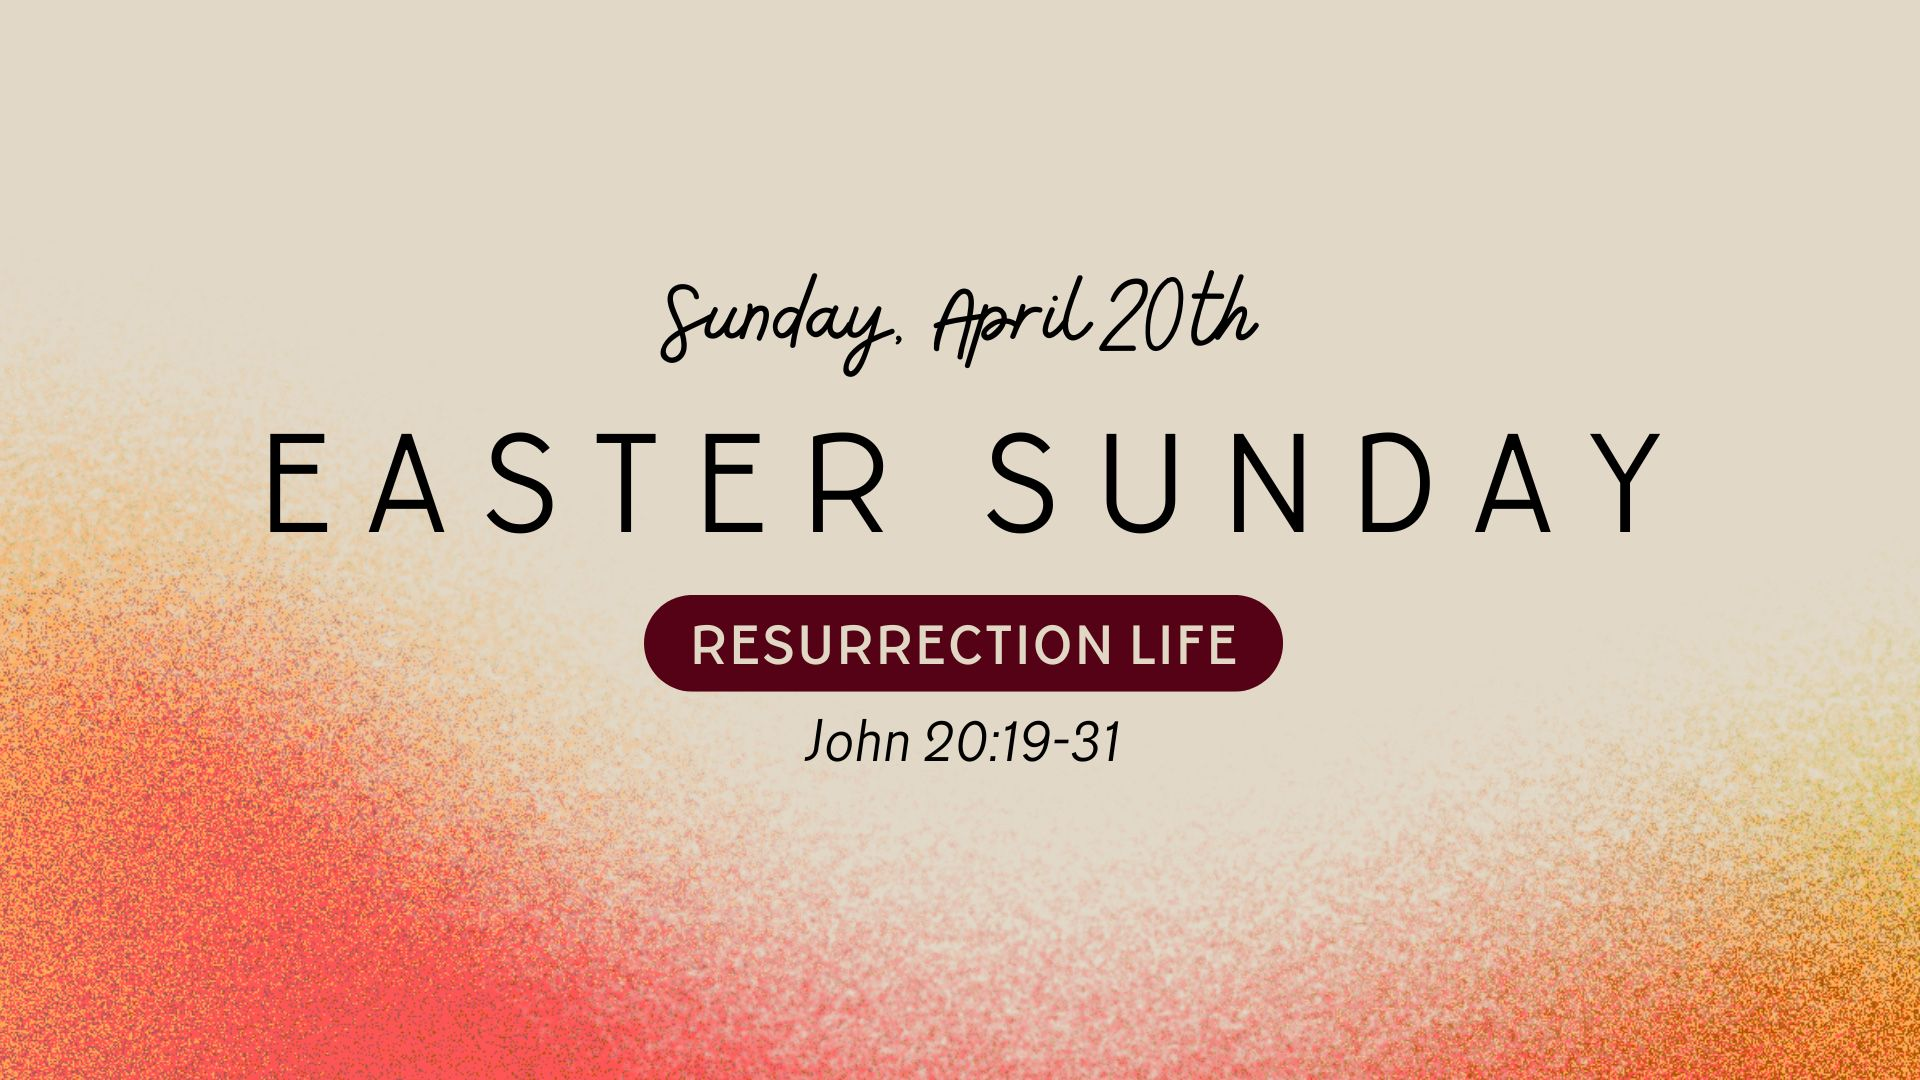 Sunday, April 20th
EASTER SUNDAY
RESURRECTION LIFE
John 20:19-31